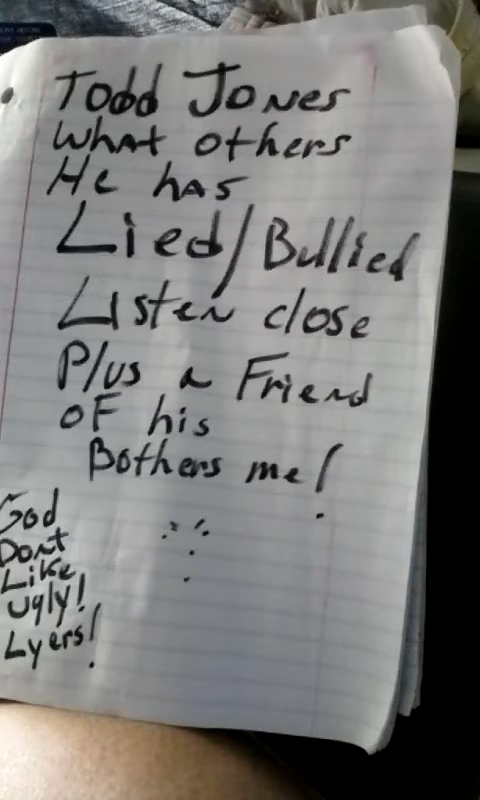 Todd Jones
What others
He has
Lied/Bullied
Listen close
Plus a Friend
OF his
Bothers me!
God
Dont
Like
Ugly!
Lyers!